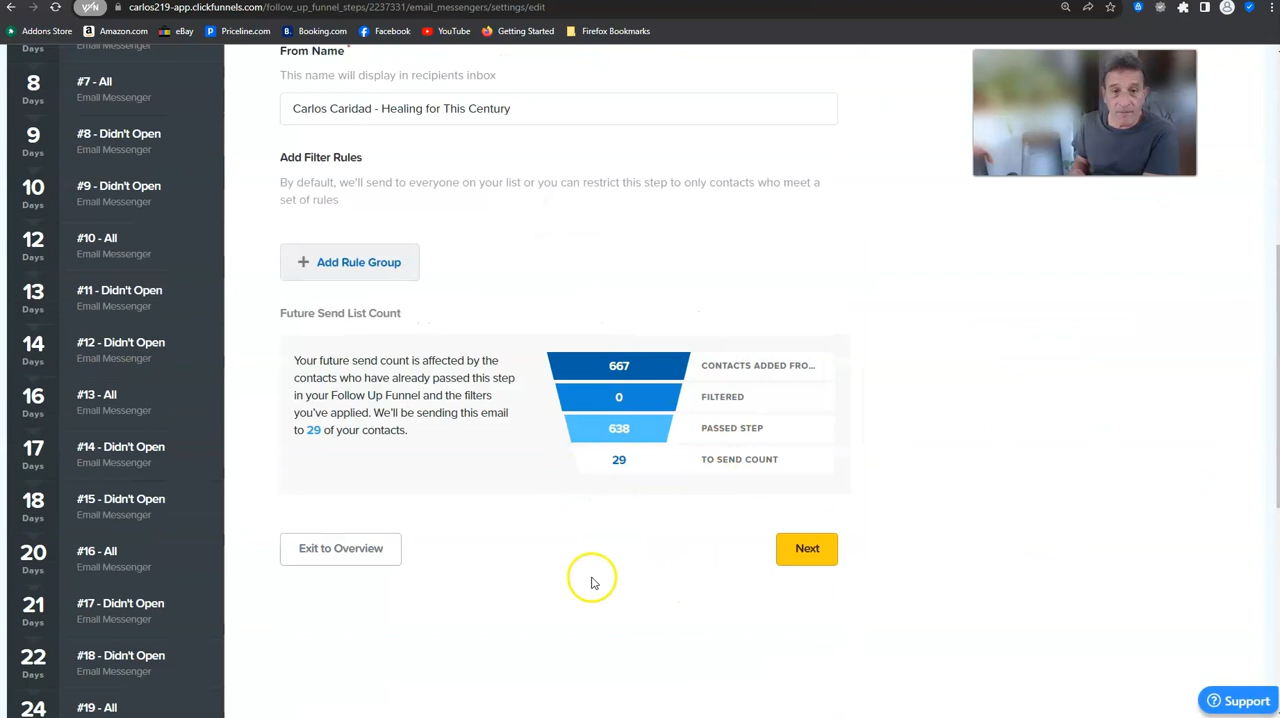 carlos219-app.clickfunnels.com/follow_up_funnel_steps/2237331/email_messengers/settings/edit
Addons Store
Amazon.com
eBay
Priceline.com
Booking.com
Facebook
YouTube
Getting Started
Firefox Bookmarks
Days
Email Messenger
8
Days
#7 - All
Email Messenger
9
Days
#8 - Didn't Open
Email Messenger
10
Days
#9 - Didn't Open
Email Messenger
12
Days
#10 - All
Email Messenger
13
Days
#11 - Didn't Open
Email Messenger
14
Days
#12 - Didn't Open
Email Messenger
16
Days
#13 - All
Email Messenger
17
Days
#14 - Didn't Open
Email Messenger
18
Days
#15 - Didn't Open
Email Messenger
20
Days
#16 - All
Email Messenger
21
Days
#17 - Didn't Open
Email Messenger
22
Days
#18 - Didn't Open
Email Messenger
24
#19 - All
From Name *
This name will display in recipients inbox
Carlos Caridad - Healing for This Century
Add Filter Rules
By default, we'll send to everyone on your list or you can restrict this step to only contacts who meet a
set of rules
+ Add Rule Group
Future Send List Count
Your future send count is affected by the
contacts who have already passed this step
in your Follow Up Funnel and the filters
you've applied. We'll be sending this email
to 29 of your contacts.
667 CONTACTS ADDED FRO...
0 FILTERED
638 PASSED STEP
29 TO SEND COUNT
Exit to Overview
Next
Support